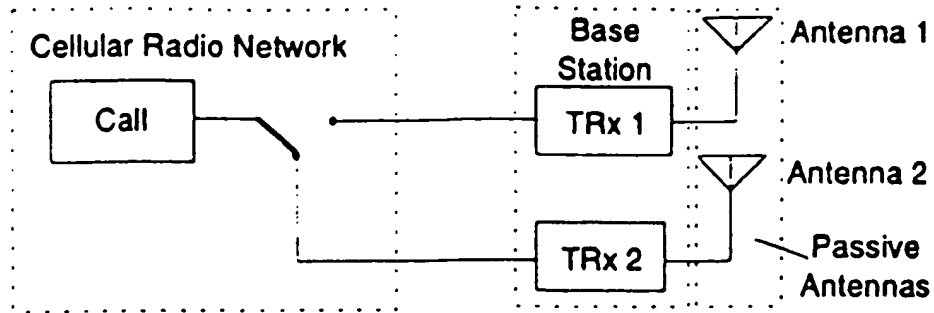 Cellular Radio Network
Call
Base
Station
TRx 1
TRx 2
Antenna 1
Antenna 2
Passive
Antennas